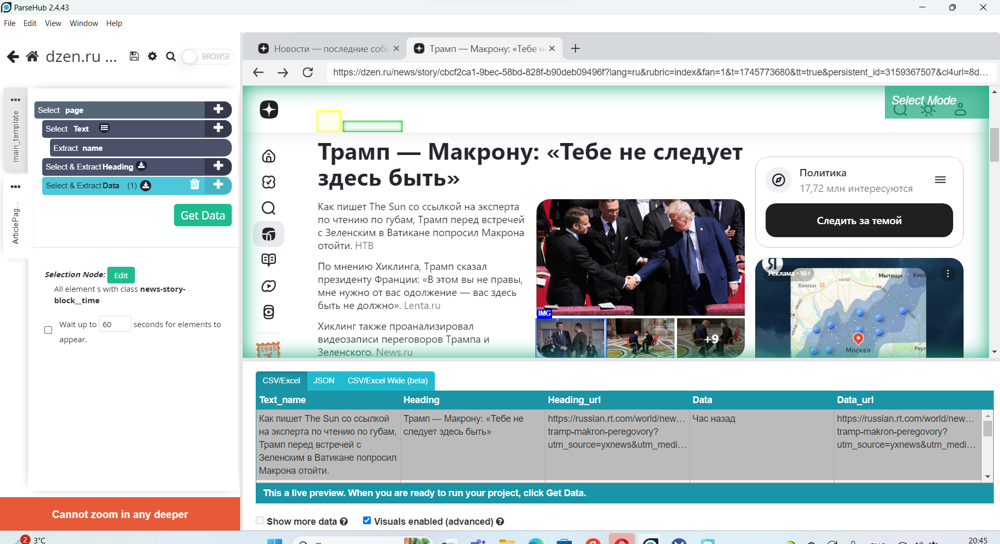 ParseHub 2.4.43
File Edit View Window Help
dzen.ru ...
BROWSE
main_template
ArticlePag...
Select page
Select Text
Extract name
Select & Extract Heading
Select & Extract Data (1)
Get Data
Selection Node: Edit
All element s with class news-story-
block__time
Wait up to 60 seconds for elements to
appear.
Cannot zoom in any deeper
Новости — последние собы
Трамп — Макрону: «Тебе не
https://dzen.ru/news/story/cbcf2ca1-9bec-58bd-828f-b90deb09496f?lang=ru&rubric=index&fan=1&t=1745773680&tt=true&persistent_id=3159367507&cl4url=8d...
Select Mode
Трамп — Макрону: «Тебе не следует
здесь быть»
Как пишет The Sun со ссылкой на эксперта
по чтению по губам, Трамп перед встречей
с Зеленским в Ватикане попросил Макрона
отойти. НТВ
По мнению Хиклинга, Трамп сказал
президенту Франции: «В этом вы не правы,
мне нужно от вас одолжение — вас здесь
быть не должно». Lenta.ru
Хиклинг также проанализировал
видеозаписи переговоров Трампа и
Зеленского. News.ru
1945
IMG
+9
Политика
17,72 млн интересуются
Следить за темой
Я
Реклама • 16+
Мытищи
Химки
МКАД
МКАД
МКАД
МКАД
Москва
Реут
CSV/Excel JSON CSV/Excel Wide (beta)
Text_name Heading Heading_url Data Data_url
Как пишет The Sun со ссылкой
на эксперта по чтению по губам,
Трамп перед встречей с
Зеленским в Ватикане попросил
Макрона отойти.
Трамп — Макрону: «Тебе не
следует здесь быть»
https://russian.rt.com/world/new...
tramp-makron-peregovory?
utm_source=yxnews&utm_medi...
Час назад
https://russian.rt.com/world/new...
tramp-makron-peregovory?
utm_source=yxnews&utm_medi...
This a live preview. When you are ready to run your project, click Get Data.
Show more data
Visuals enabled (advanced)
2
3°C
20:45